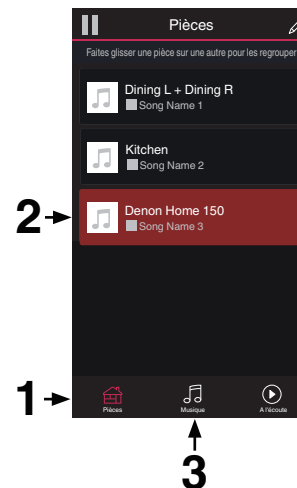 Pièces
Faites glisser une pièce sur une autre pour les regrouper
Dining L + Dining R
Song Name 1
Kitchen
Song Name 2
2
Denon Home 150
Song Name 3
1
Pièces
Musique
A l'écoute
3